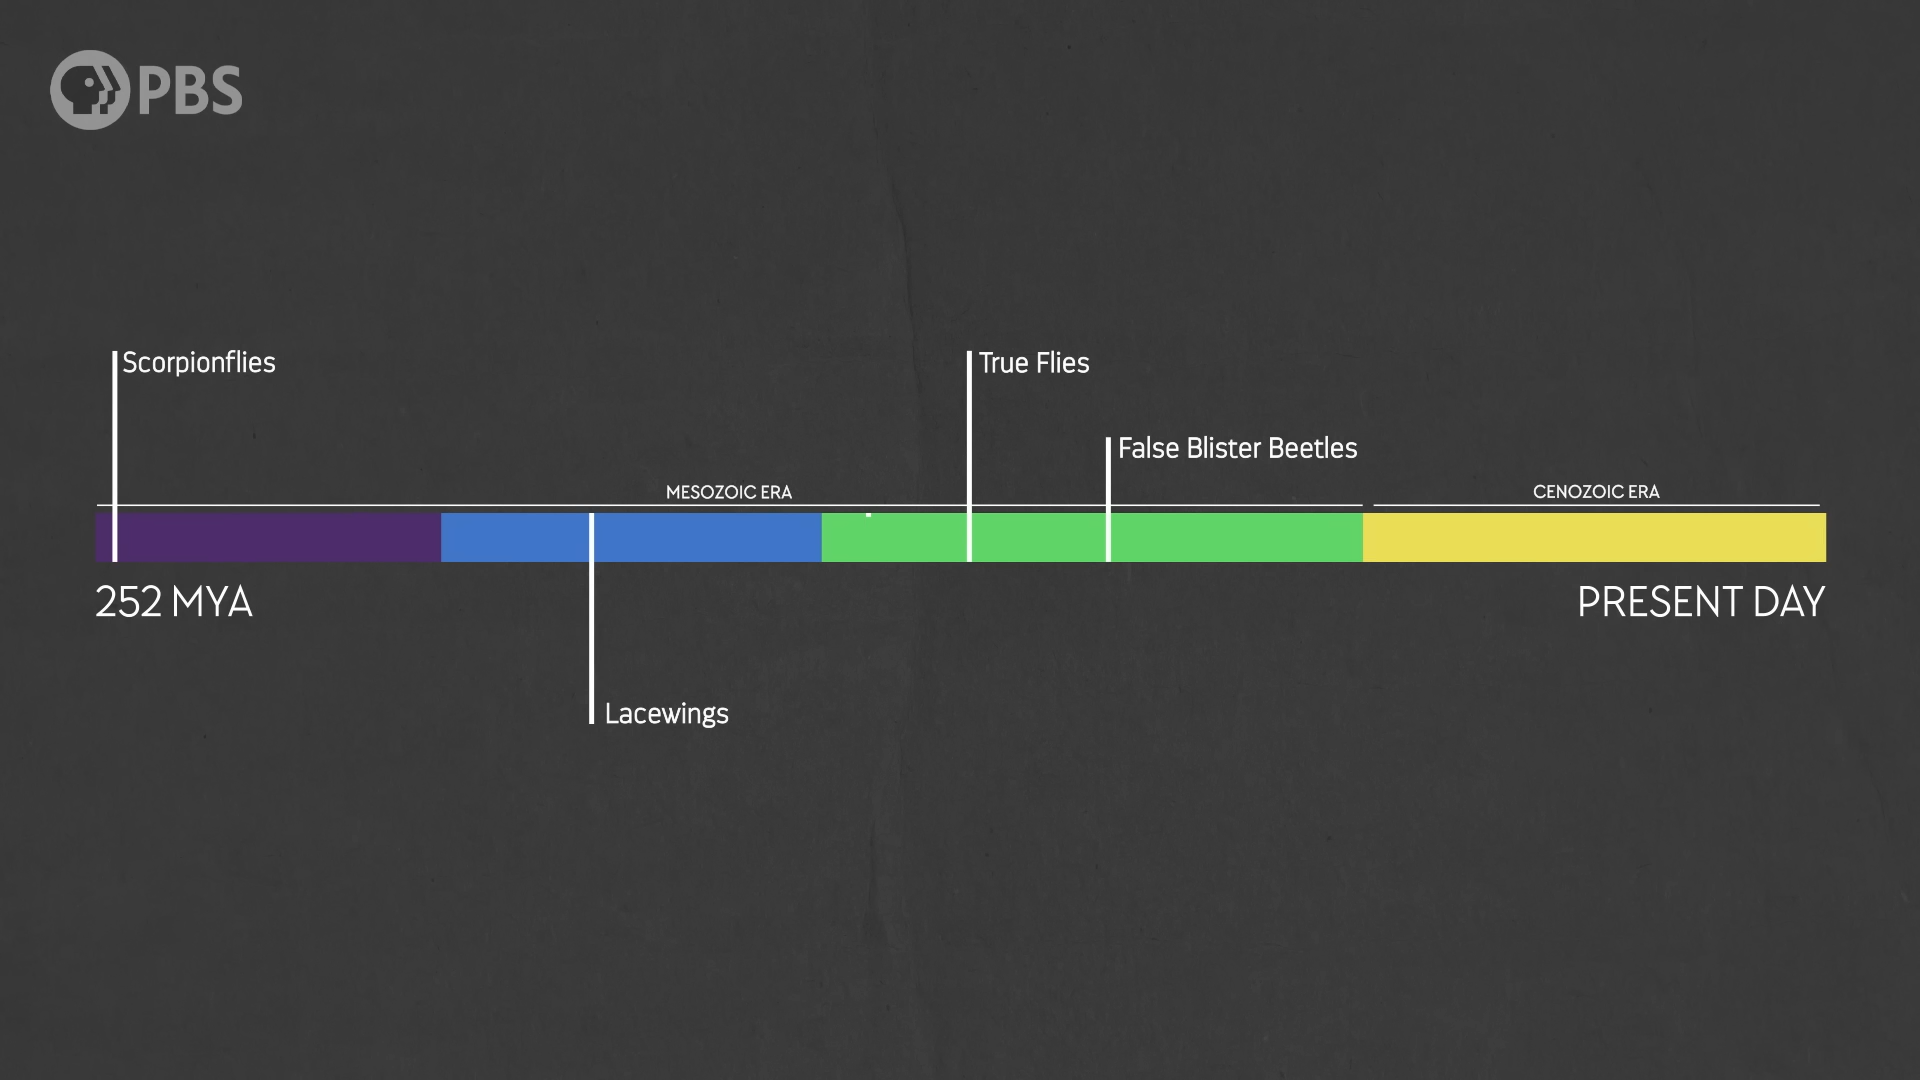 PBS
Scorpionflies
True Flies
False Blister Beetles
MESOZOIC ERA
CENOZOIC ERA
252 MYA
PRESENT DAY
Lacewings